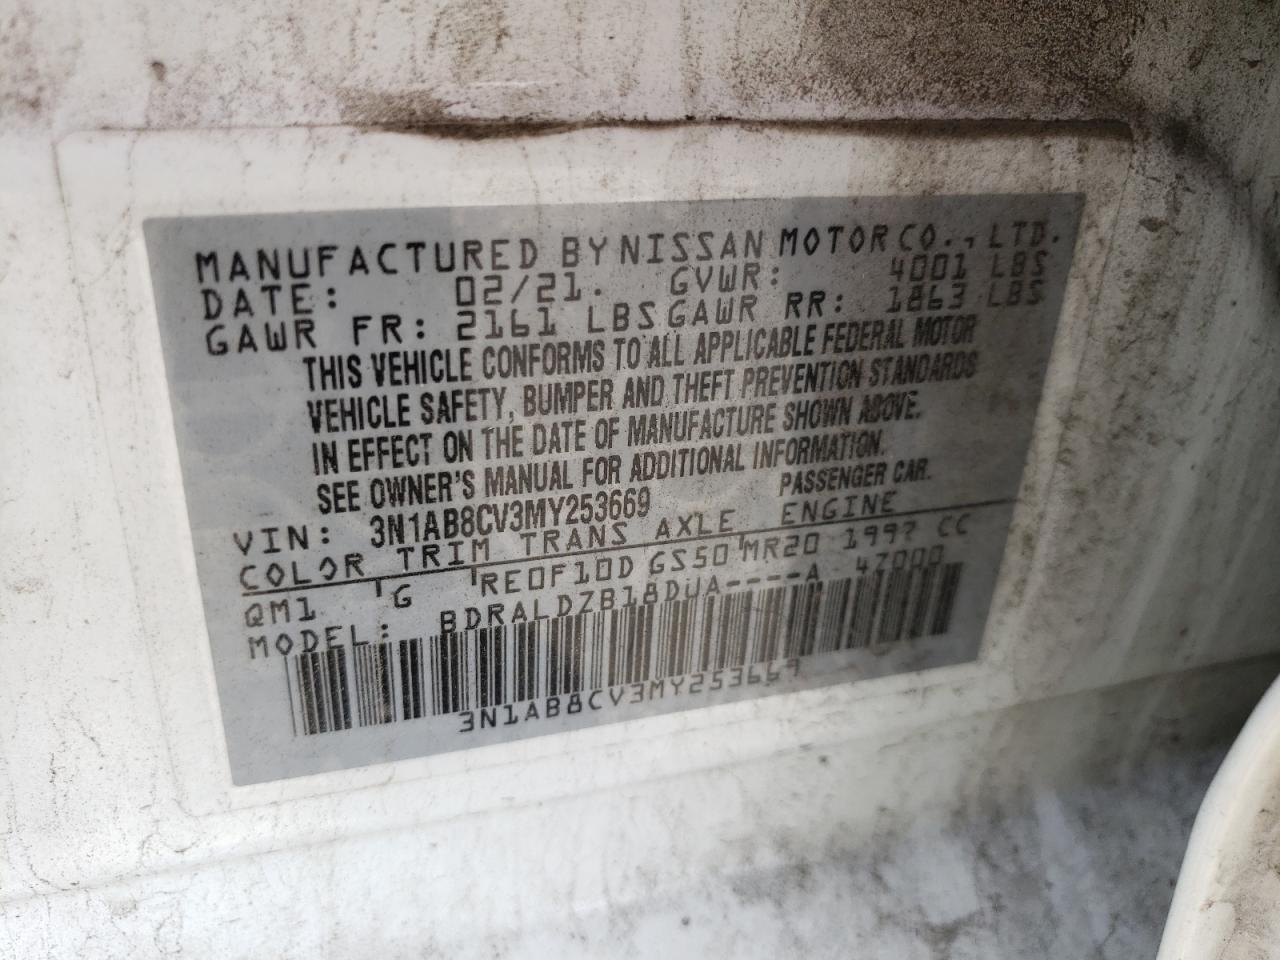 MANUFACTURED BY NISSAN MOTOR CO., LTD.
DATE: 02/21. GVWR: 4001 LBS
GAWR FR: 2161 LBS GAWR RR: 1863 LBS
THIS VEHICLE CONFORMS TO ALL APPLICABLE FEDERAL MOTOR
VEHICLE SAFETY, BUMPER AND THEFT PREVENTION STANDARDS
IN EFFECT ON THE DATE OF MANUFACTURE SHOWN ABOVE.
SEE OWNER'S MANUAL FOR ADDITIONAL INFORMATION.
VIN: 3N1AB8CV3MY253669 PASSENGER CAR.
COLOR TRIM TRANS AXLE ENGINE
QM1 G RE0F10D GS50 MR20 1997 CC
MODEL: BDRALDZB18DUA----A 47000
3N1AB8CV3MY253669